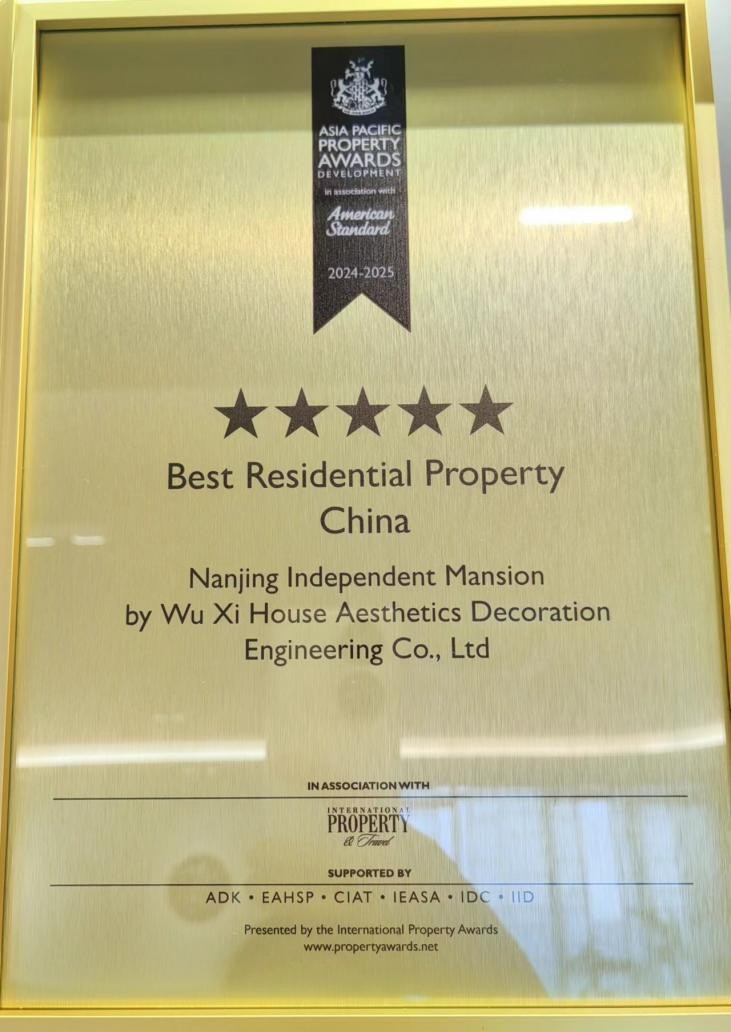 ASIA PACIFIC
PROPERTY
AWARDS
DEVELOPMENT
in association with
American
Standard
2024-2025
Best Residential Property
China
Nanjing Independent Mansion
by Wu Xi House Aesthetics Decoration
Engineering Co., Ltd
IN ASSOCIATION WITH
INTERNATIONAL
PROPERTY
& Travel
SUPPORTED BY
ADK • EAHSP • CIAT • IEASA • IDC • IID
Presented by the International Property Awards
www.propertyawards.net